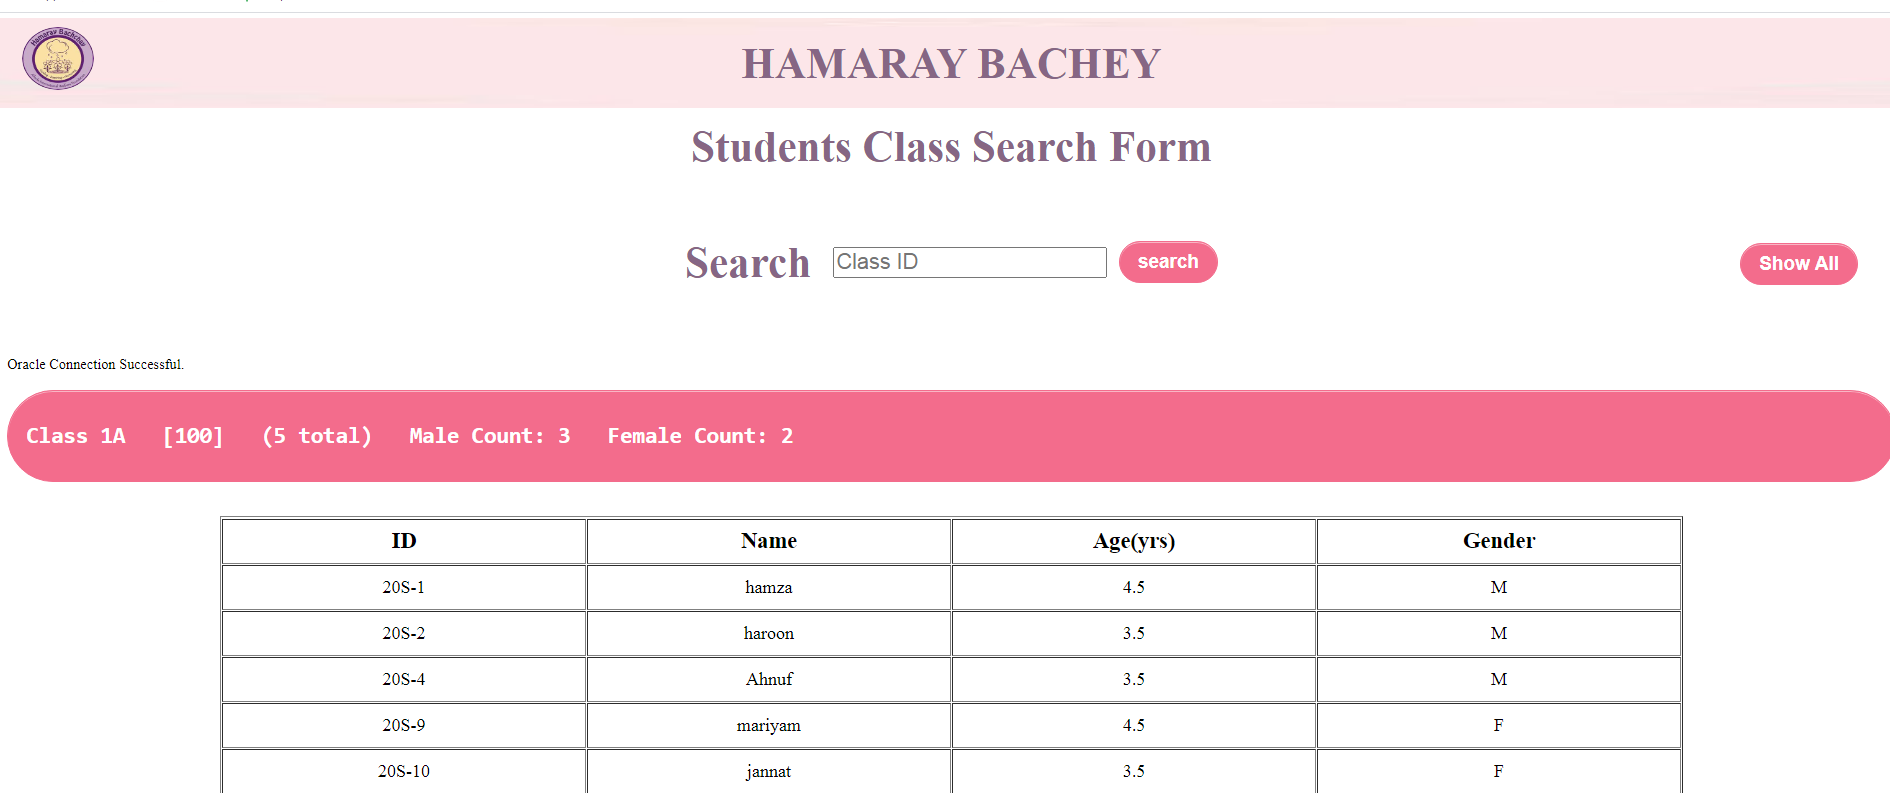 Hamaray Bachchay
HAMARAY BACHEY
Students Class Search Form
Search Class ID search Show All
Oracle Connection Successful.
Class 1A [100] (5 total) Male Count: 3 Female Count: 2
ID Name Age(yrs) Gender
20S-1 hamza 4.5 M
20S-2 haroon 3.5 M
20S-4 Ahnuf 3.5 M
20S-9 mariyam 4.5 F
20S-10 jannat 3.5 F